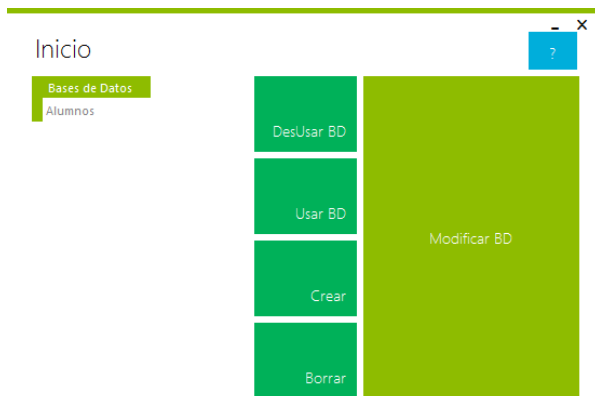 Inicio
?
Bases de Datos
Alumnos
DesUsar BD
Usar BD
Modificar BD
Crear
Borrar